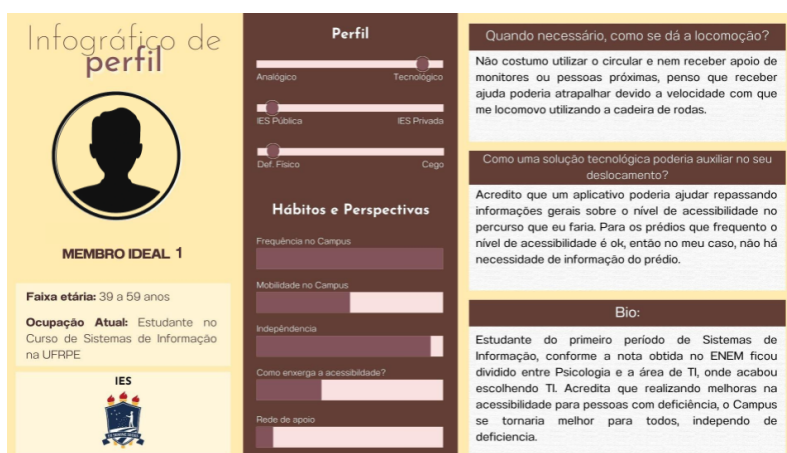 Infográfico de
perfil
MEMBRO IDEAL 1
Faixa etária: 39 a 59 anos
Ocupação Atual: Estudante no
Curso de Sistemas de Informação
na UFRPE
IES
Perfil
Analógico Tecnológico
IES Pública IES Privada
Def. Físico Cego
Hábitos e Perspectivas
Frequência no Campus
Mobilidade no Campus
Indepêndencia
Como enxerga a acessibilidade?
Rede de apoio
Quando necessário, como se dá a locomoção?
Não costumo utilizar o circular e nem receber apoio de
monitores ou pessoas próximas, penso que receber
ajuda poderia atrapalhar devido a velocidade com que
me locomovo utilizando a cadeira de rodas.
Como uma solução tecnológica poderia auxiliar no seu
deslocamento?
Acredito que um aplicativo poderia ajudar repassando
informações gerais sobre o nível de acessibilidade no
percurso que eu faria. Para os prédios que frequento o
nível de acessibilidade é ok, então no meu caso, não há
necessidade de informação do prédio.
Bio:
Estudante do primeiro período de Sistemas de
Informação, conforme a nota obtida no ENEM ficou
dividido entre Psicologia e a área de TI, onde acabou
escolhendo TI. Acredita que realizando melhoras na
acessibilidade para pessoas com deficiência, o Campus
se tornaria melhor para todos, independo de
deficiencia.